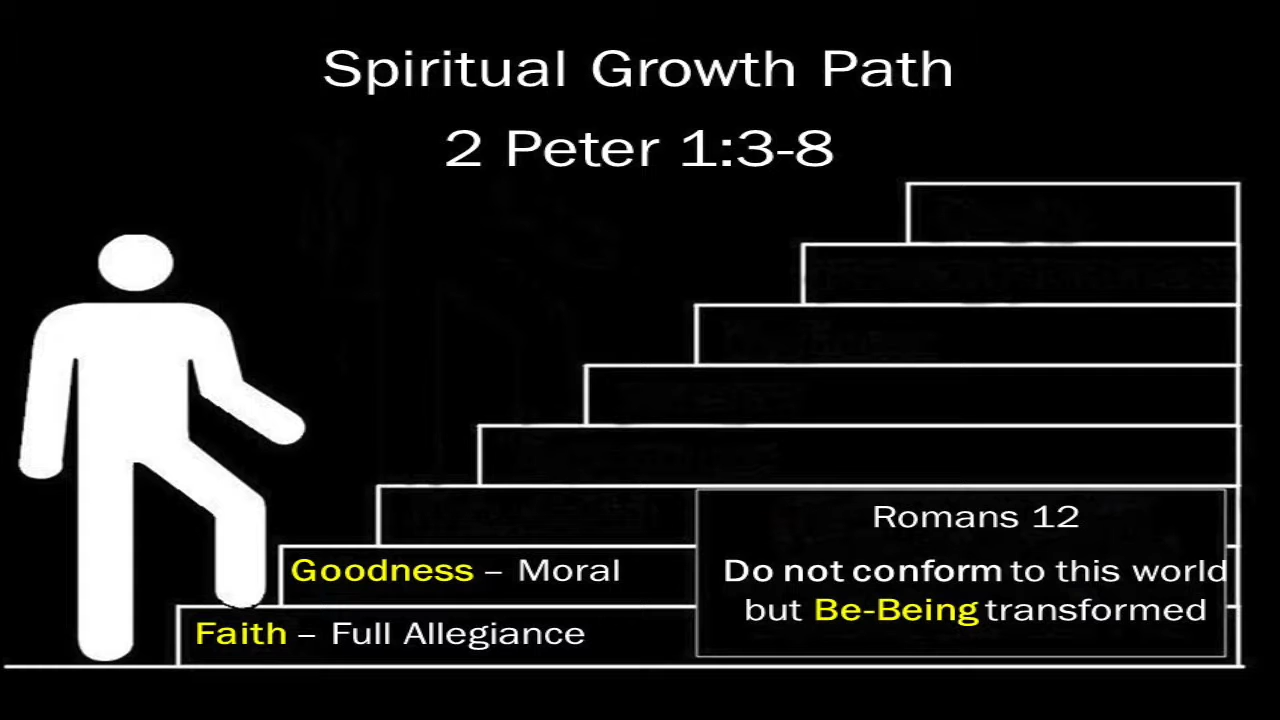 Spiritual Growth Path
2 Peter 1:3-8
Goodness – Moral
Faith – Full Allegiance
Romans 12
Do not conform to this world
but Be-Being transformed